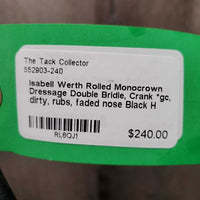 The Tack Collector
552903-240
Isabell Werth Rolled Monocrown
Dressage Double Bridle, Crank *gc,
dirty, rubs, faded nose Black H
RL6QJ1
$240.00